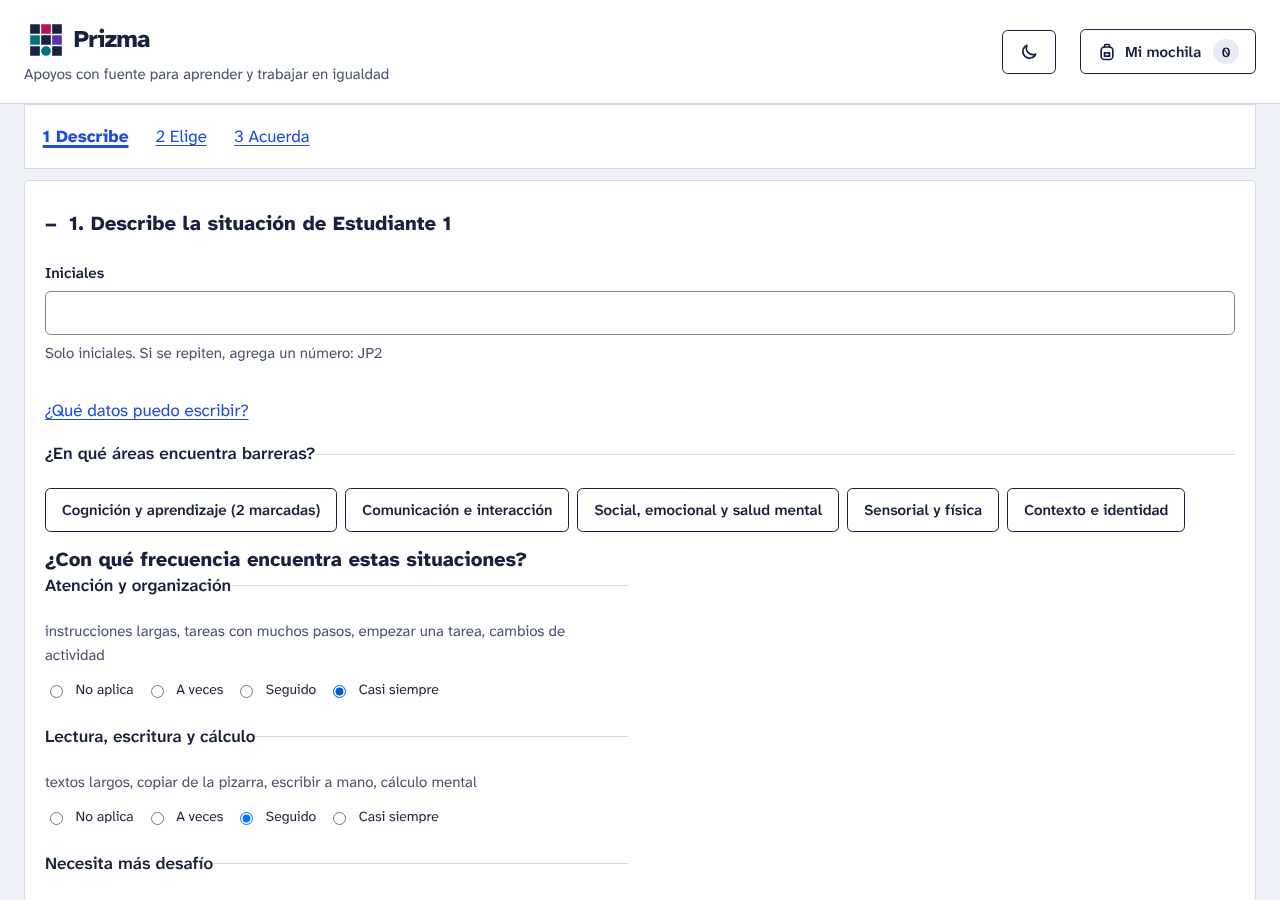 Prizma
Apoyos con fuente para aprender y trabajar en igualdad
Mi mochila 0
1 Describe 2 Elige 3 Acuerda
– 1. Describe la situación de Estudiante 1
Iniciales
Solo iniciales. Si se repiten, agrega un número: JP2
¿Qué datos puedo escribir?
¿En qué áreas encuentra barreras?
Cognición y aprendizaje (2 marcadas) Comunicación e interacción Social, emocional y salud mental Sensorial y física Contexto e identidad
¿Con qué frecuencia encuentra estas situaciones?
Atención y organización
instrucciones largas, tareas con muchos pasos, empezar una tarea, cambios de
actividad
No aplica A veces Seguido Casi siempre
Lectura, escritura y cálculo
textos largos, copiar de la pizarra, escribir a mano, cálculo mental
No aplica A veces Seguido Casi siempre
Necesita más desafío